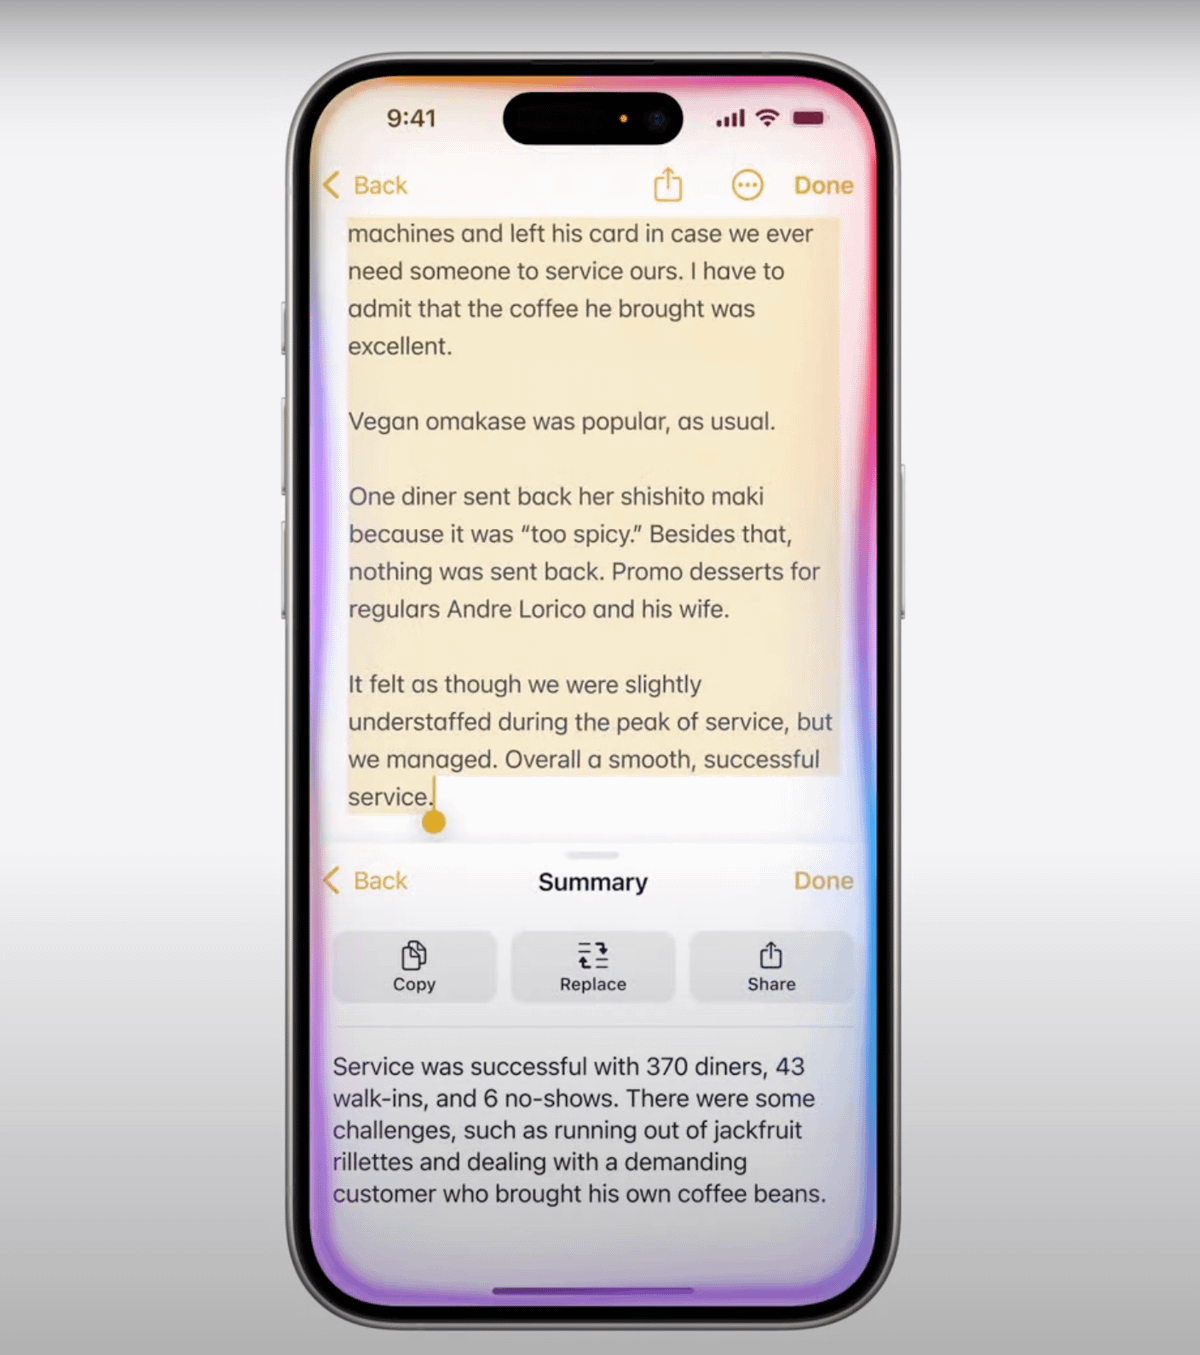 9:41
Back
Done
machines and left his card in case we ever
need someone to service ours. I have to
admit that the coffee he brought was
excellent.
Vegan omakase was popular, as usual.
One diner sent back her shishito maki
because it was “too spicy.” Besides that,
nothing was sent back. Promo desserts for
regulars Andre Lorico and his wife.
It felt as though we were slightly
understaffed during the peak of service, but
we managed. Overall a smooth, successful
service.
Back
Summary
Done
Copy
Replace
Share
Service was successful with 370 diners, 43
walk-ins, and 6 no-shows. There were some
challenges, such as running out of jackfruit
rillettes and dealing with a demanding
customer who brought his own coffee beans.